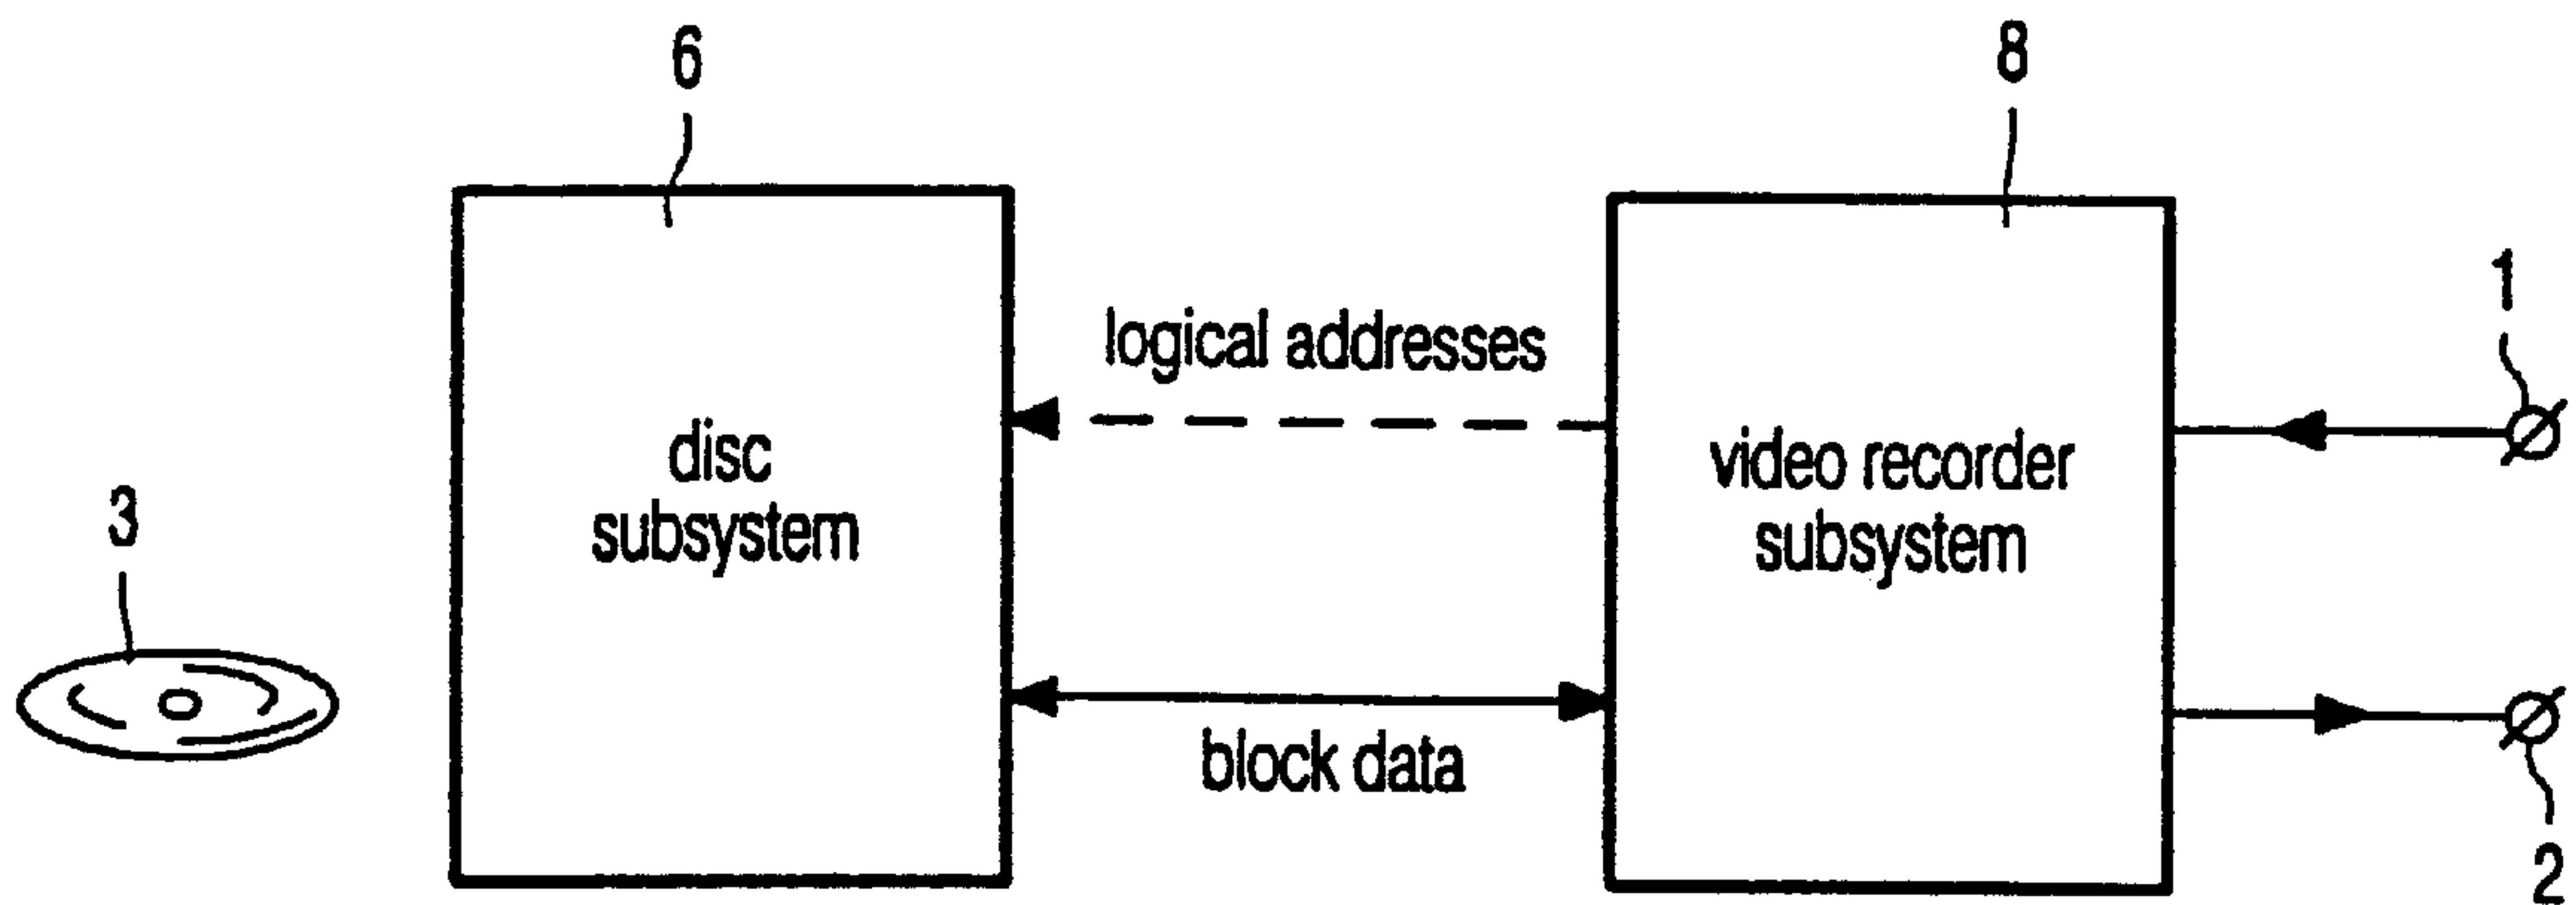 6
8
1
logical addresses
disc
subsystem
video recorder
subsystem
3
block data
2